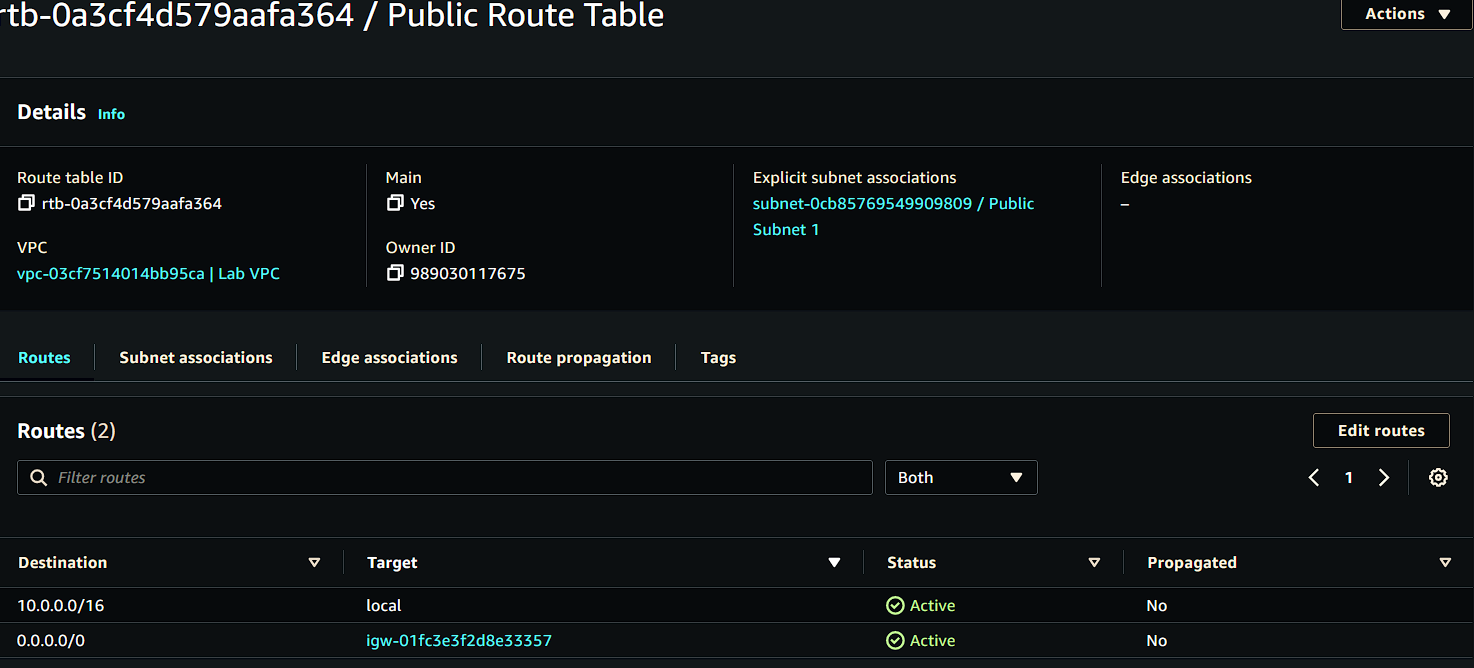 rtb-0a3cf4d579aafa364 / Public Route Table
Actions
Details Info
Route table ID
rtb-0a3cf4d579aafa364
Main
Yes
Explicit subnet associations
subnet-0cb85769549909809 / Public
Subnet 1
Edge associations
–
VPC
vpc-03cf7514014bb95ca | Lab VPC
Owner ID
989030117675
Routes
Subnet associations
Edge associations
Route propagation
Tags
Routes (2)
Edit routes
Filter routes
Both
1
Destination
Target
Status
Propagated
10.0.0.0/16
local
Active
No
0.0.0.0/0
igw-01fc3e3f2d8e33357
Active
No